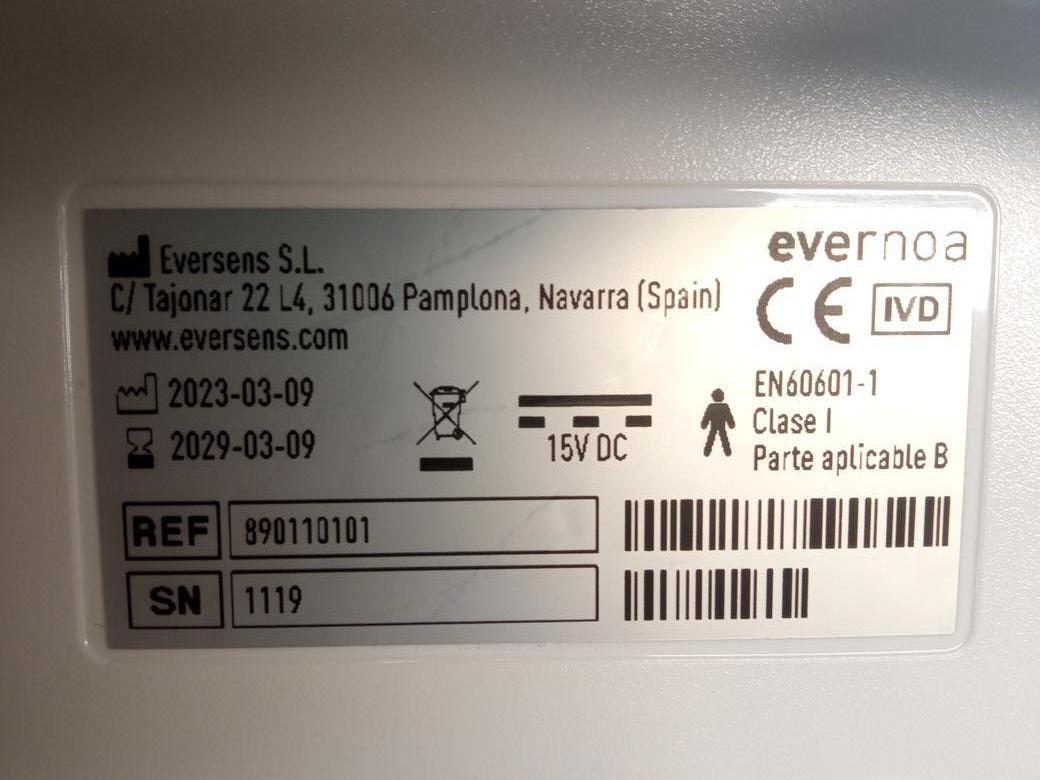 Eversens S.L.
C/ Tajonar 22 L4, 31006 Pamplona, Navarra (Spain)
www.eversens.com
evernoa
CE IVD
2023-03-09
2029-03-09
15V DC
EN60601-1
Clase I
Parte aplicable B
REF 890110101
SN 1119